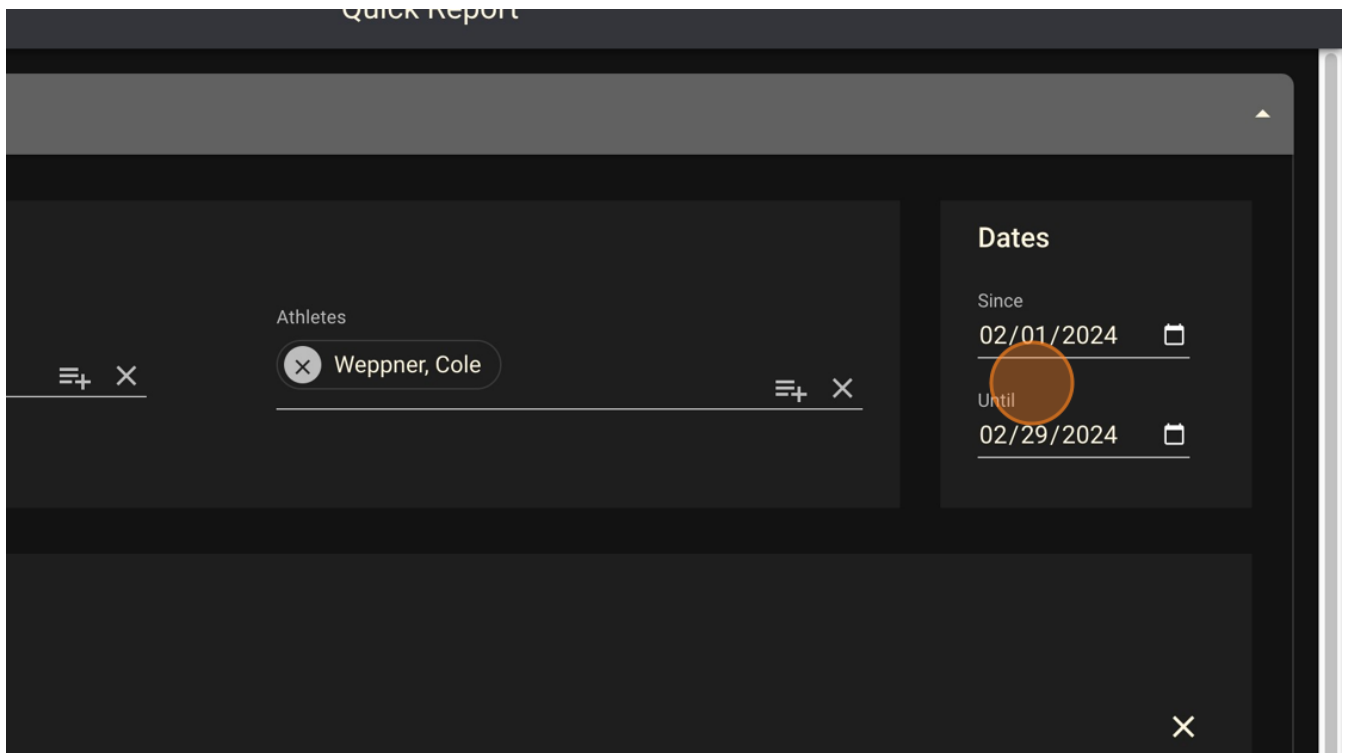 Quick Report
Athletes
Weppner, Cole
Dates
Since
02/01/2024
Until
02/29/2024